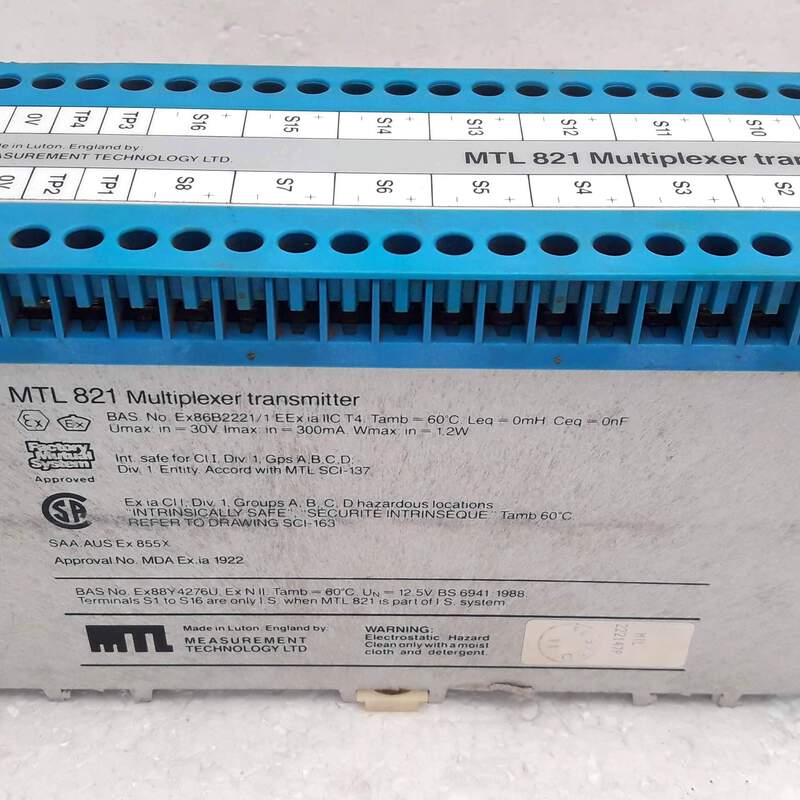 0V TP4 TP3 - S16 + - S15 + - S14 + - S13 + - S12 + - S11 + - S10
de in Luton, England by:
EASUREMENT TECHNOLOGY LTD.
MTL 821 Multiplexer tran
0V TP2 TP1 - S8 + - S7 + - S6 + - S5 + - S4 + - S3 + - S2
MTL 821 Multiplexer transmitter
BAS. No. Ex86B2221/1 EEx ia IIC T4. Tamb = 60°C. Leq = 0mH Ceq = 0nF
Umax: in = 30V Imax: in = 300mA. Wmax: in = 1.2W
Ex
Ex
Factory
Mutual
System
Approved
Int. safe for Cl I, Div. 1, Gps A,B,C,D;
Div. 1 Entity. Accord with MTL SCI-137
SA
Ex ia Cl I; Div. 1, Groups A, B, C, D hazardous locations
"INTRINSICALLY SAFE", "SÉCURITÉ INTRINSEQUE" Tamb 60°C
REFER TO DRAWING SCI-163
SAA. AUS Ex 855X
Approval No. MDA Ex.ia 1922
BAS No. Ex88Y4276U, Ex N II. Tamb = 60°C. UN = 12.5V. BS 6941: 1988.
Terminals S1 to S16 are only I.S. when MTL 821 is part of I.S. system
MTL
Made in Luton. England by:
MEASUREMENT
TECHNOLOGY LTD
WARNING:
Electrostatic Hazard
Clean only with a moist
cloth and detergent.
MTL